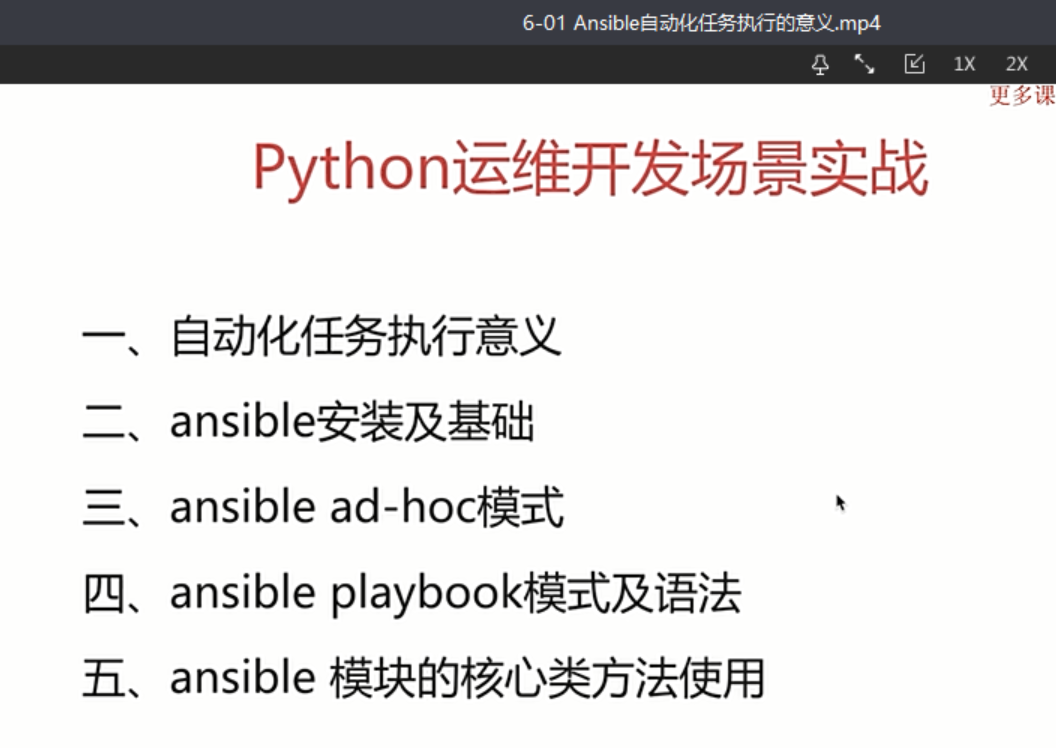 6-01 Ansible自动化任务执行的意义.mp4
1X 2X
更多课
Python运维开发场景实战
一、自动化任务执行意义
二、ansible安装及基础
三、ansible ad-hoc模式
四、ansible playbook模式及语法
五、ansible 模块的核心类方法使用